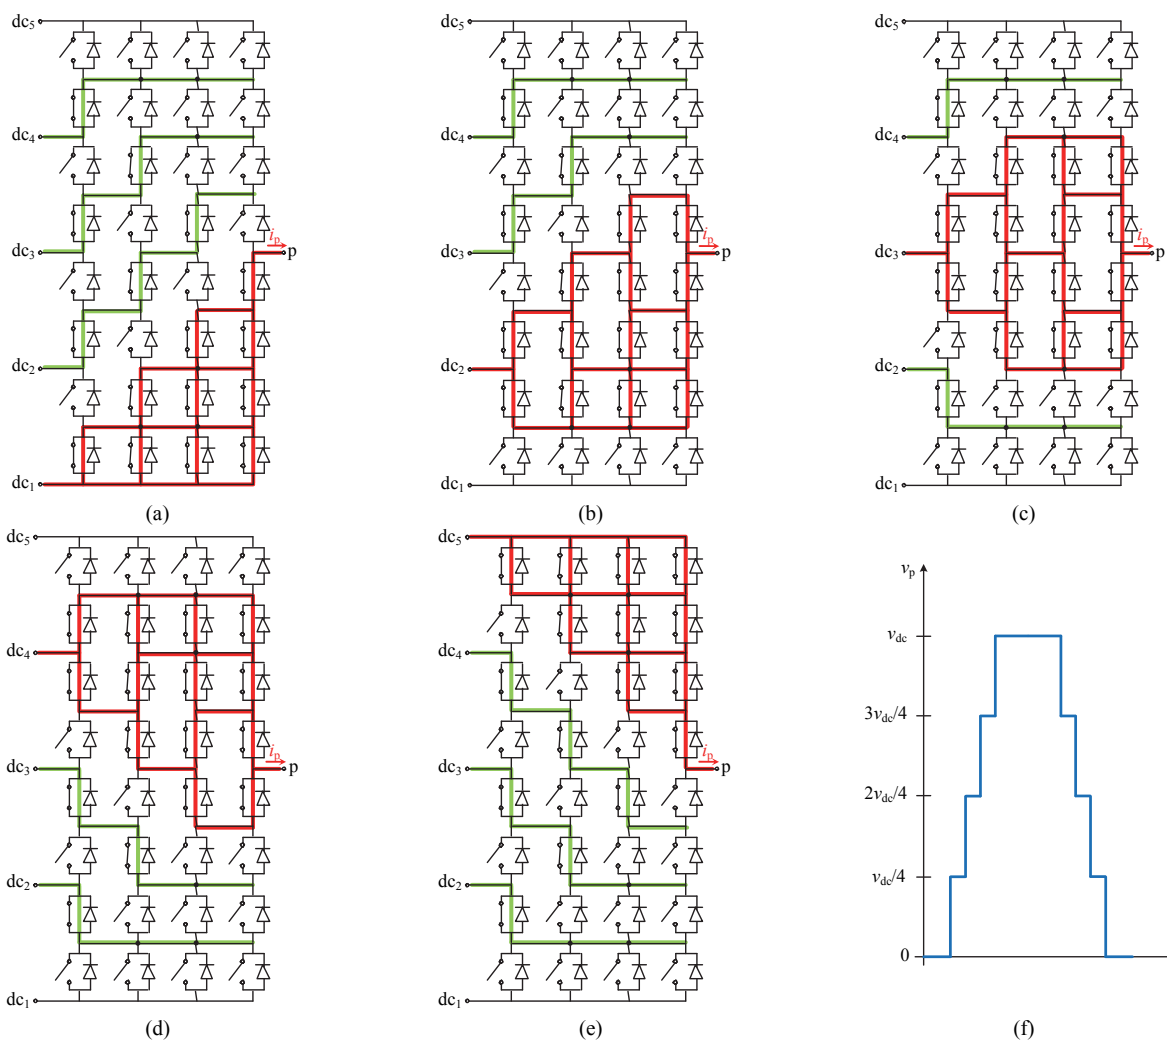 dc5 dc5 dc5
dc4 dc4 dc4
dc3 ip p dc3 ip p dc3 ip p
dc2 dc2 dc2
dc1 dc1 dc1
(a) (b) (c)
dc5 dc5 vp
dc4 dc4 vdc
3vdc/4
dc3 ip p dc3 ip p 2vdc/4
dc2 dc2 vdc/4
dc1 dc1 0
(d) (e) (f)